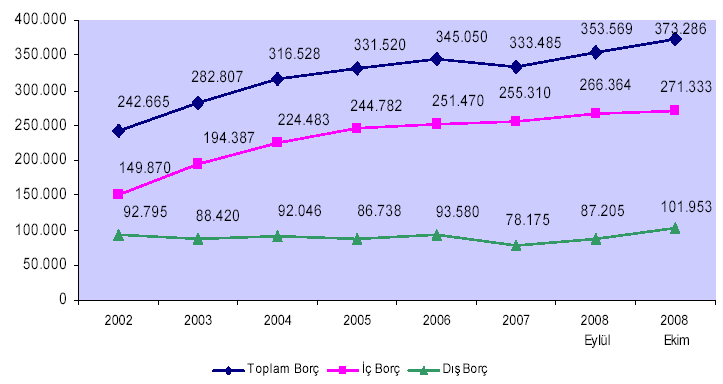 400.000
350.000
300.000
250.000
200.000
150.000
100.000
50.000
0
242.665 282.807 316.528 331.520 345.050 333.485 353.569 373.286
149.870 194.387 224.483 244.782 251.470 255.310 266.364 271.333
92.795 88.420 92.046 86.738 93.580 78.175 87.205 101.953
2002 2003 2004 2005 2006 2007 2008 2008
Eylül Ekim
Toplam Borç İç Borç Dış Borç